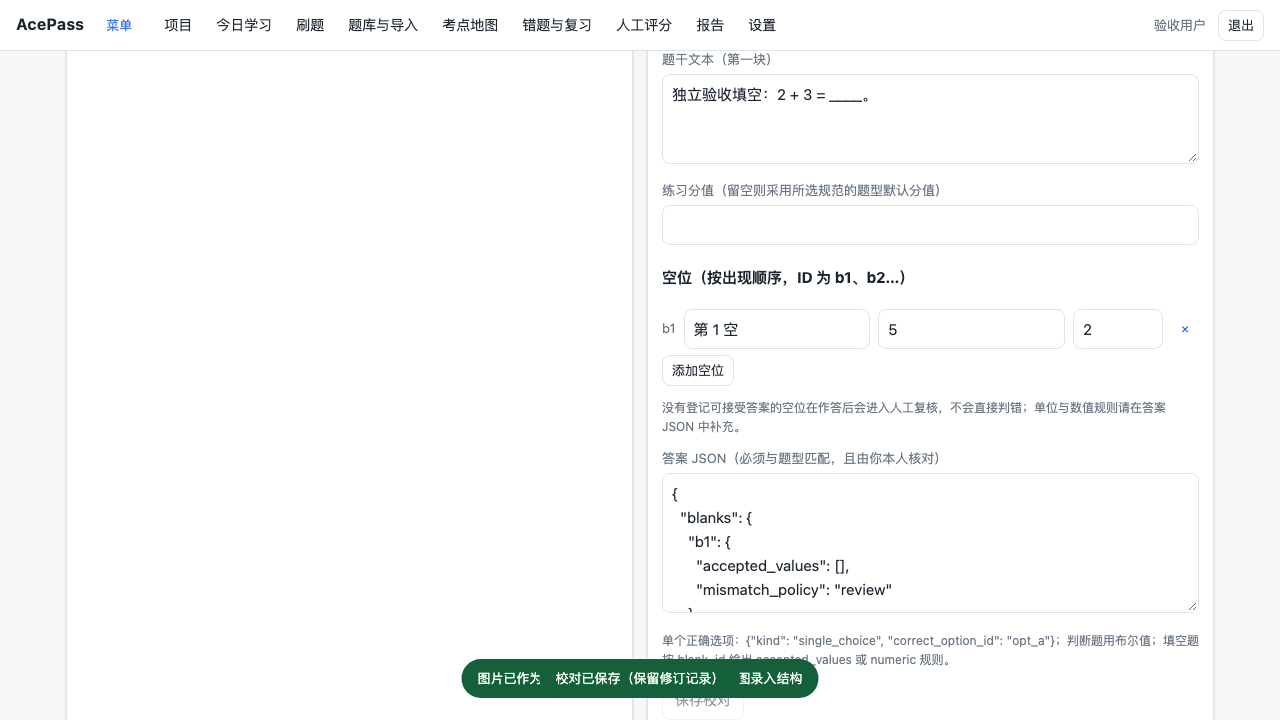 AcePass 菜单 项目 今日学习 刷题 题库与导入 考点地图 错题与复习 人工评分 报告 设置 验收用户 退出
题干文本（第一块）
独立验收填空：2 + 3 = ____。
练习分值（留空则采用所选规范的题型默认分值）
空位（按出现顺序，ID 为 b1、b2…）
b1 第 1 空 5 2 ×
添加空位
没有登记可接受答案的空位在作答后会进入人工复核，不会直接判错；单位与数值规则请在答案
JSON 中补充。
答案 JSON（必须与题型匹配，且由你本人核对）
{
"blanks": {
"b1": {
"accepted_values": [],
"mismatch_policy": "review"
}
单个正确选项：{"kind": "single_choice", "correct_option_id": "opt_a"}；判断题用布尔值；填空题
按 blank_id 给出 accepted_values 或 numeric 规则。
图片已作为 校对已保存（保留修订记录） 图录入结构
保存校对